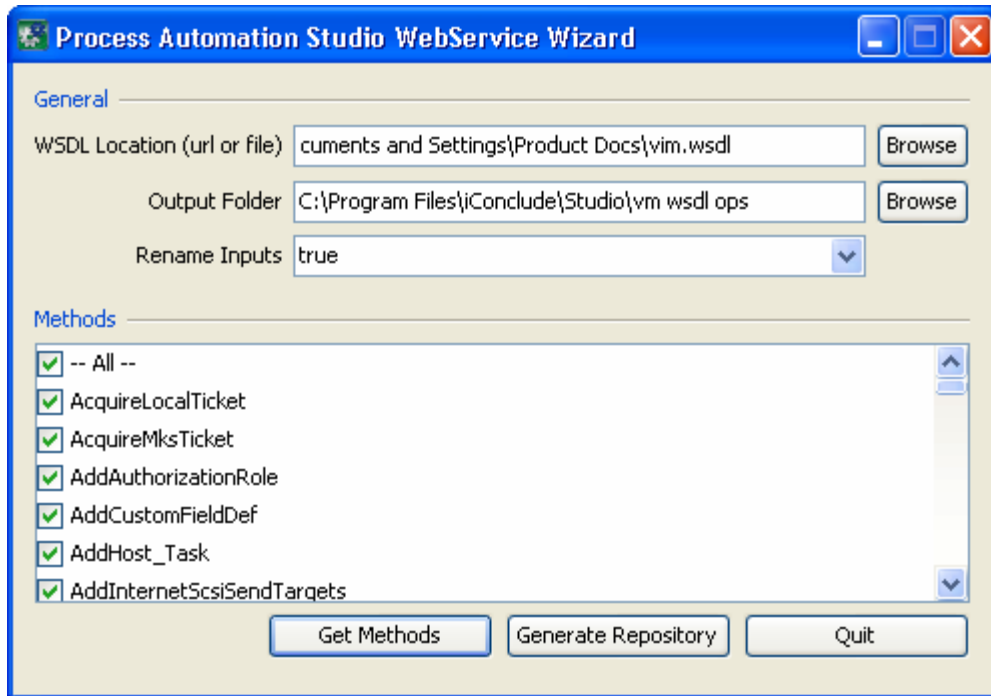 Process Automation Studio WebService Wizard
General
WSDL Location (url or file) cuments and Settings\Product Docs\vim.wsdl Browse
Output Folder C:\Program Files\iConclude\Studio\vm wsdl ops Browse
Rename Inputs true
Methods
-- All --
AcquireLocalTicket
AcquireMksTicket
AddAuthorizationRole
AddCustomFieldDef
AddHost_Task
AddInternetScsiSendTargets
Get Methods Generate Repository Quit